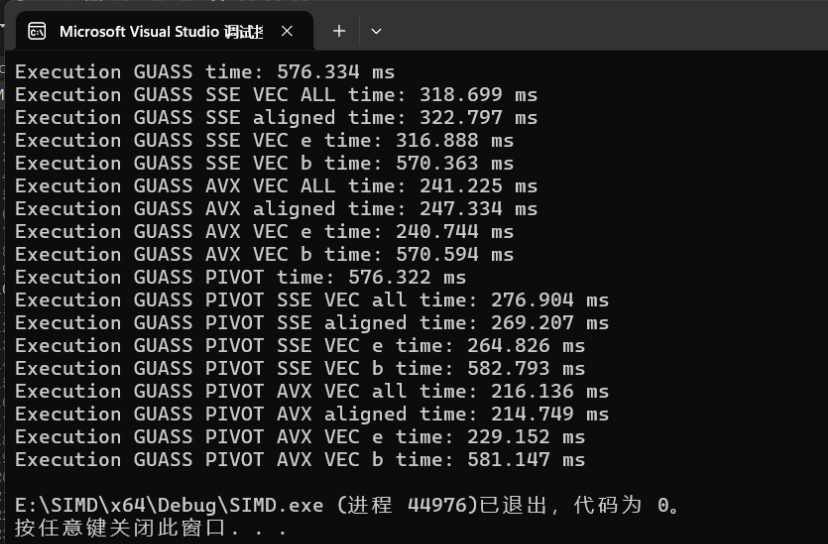 Microsoft Visual Studio 调试控
Execution GUASS time: 576.334 ms
Execution GUASS SSE VEC ALL time: 318.699 ms
Execution GUASS SSE aligned time: 322.797 ms
Execution GUASS SSE VEC e time: 316.888 ms
Execution GUASS SSE VEC b time: 570.363 ms
Execution GUASS AVX VEC ALL time: 241.225 ms
Execution GUASS AVX aligned time: 247.334 ms
Execution GUASS AVX VEC e time: 240.744 ms
Execution GUASS AVX VEC b time: 570.594 ms
Execution GUASS PIVOT time: 576.322 ms
Execution GUASS PIVOT SSE VEC all time: 276.904 ms
Execution GUASS PIVOT SSE aligned time: 269.207 ms
Execution GUASS PIVOT SSE VEC e time: 264.826 ms
Execution GUASS PIVOT SSE VEC b time: 582.793 ms
Execution GUASS PIVOT AVX VEC all time: 216.136 ms
Execution GUASS PIVOT AVX aligned time: 214.749 ms
Execution GUASS PIVOT AVX VEC e time: 229.152 ms
Execution GUASS PIVOT AVX VEC b time: 581.147 ms
E:\SIMD\x64\Debug\SIMD.exe (进程 44976)已退出，代码为 0。
按任意键关闭此窗口. . .